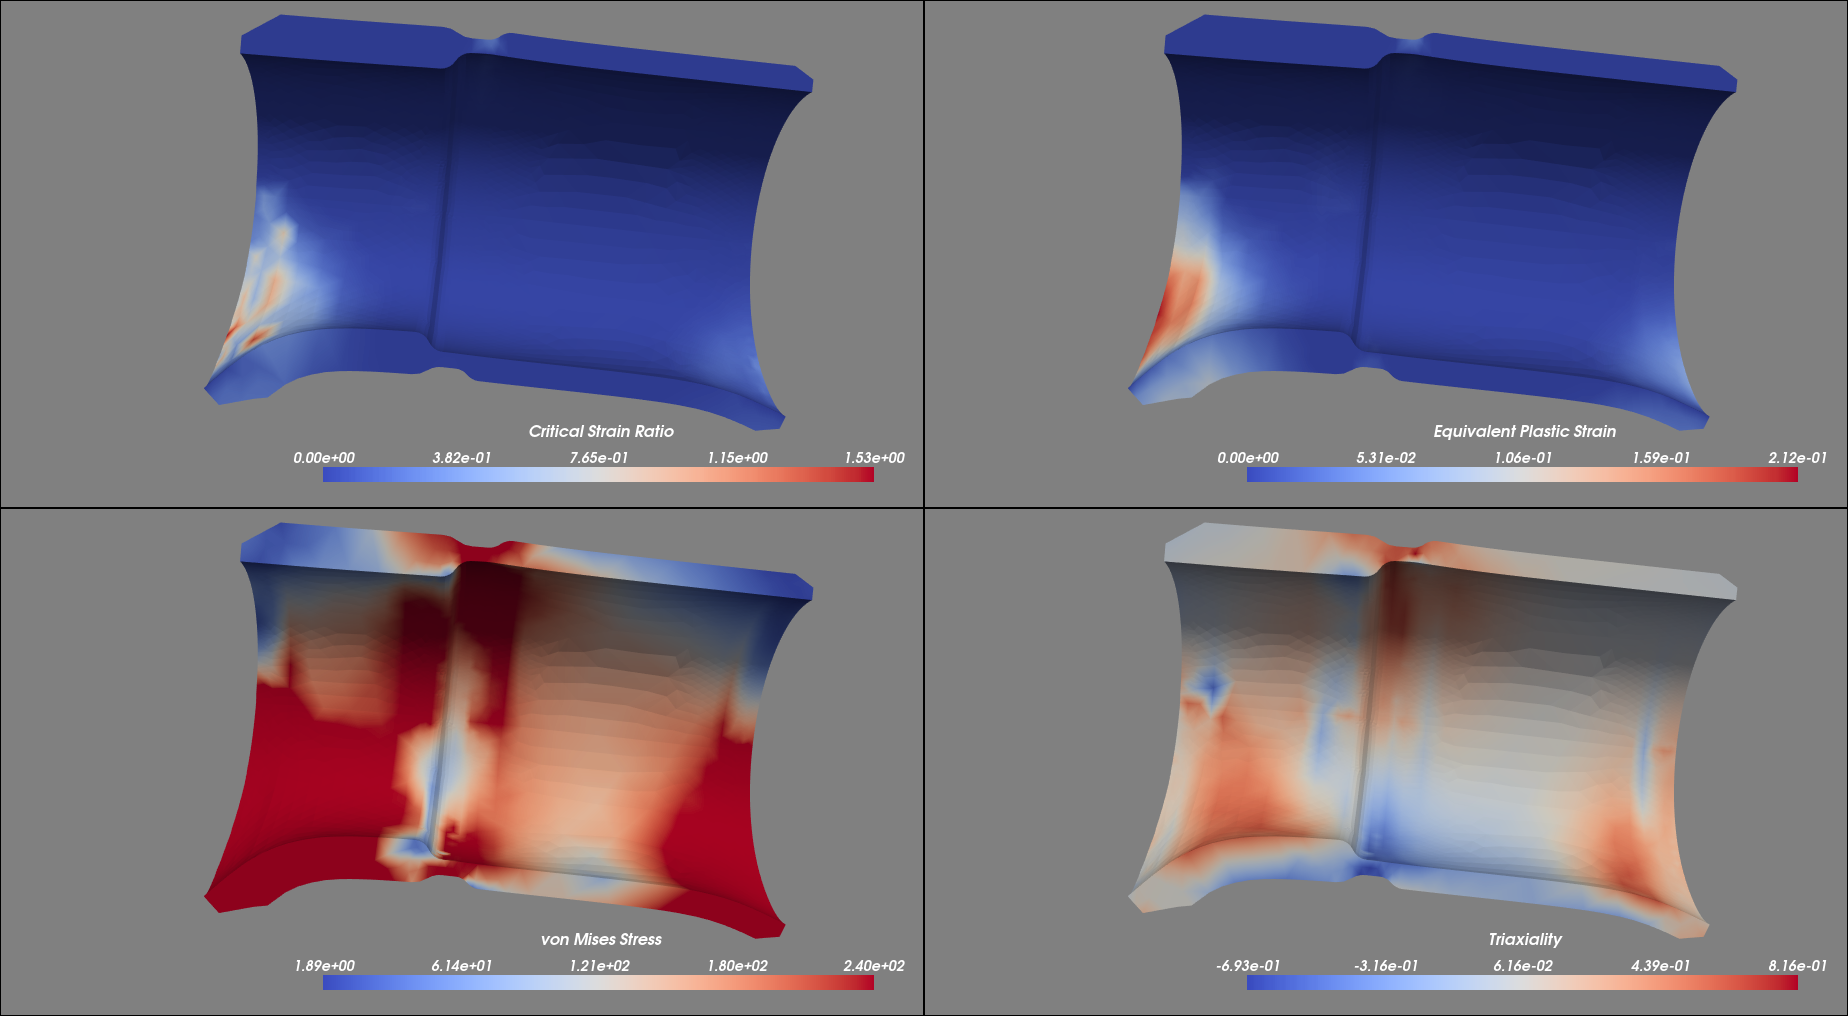 Critical Strain Ratio
0.00e+00 3.82e-01 7.65e-01 1.15e+00 1.53e+00
Equivalent Plastic Strain
0.00e+00 5.31e-02 1.06e-01 1.59e-01 2.12e-01
von Mises Stress
1.89e+00 6.14e+01 1.21e+02 1.80e+02 2.40e+02
Triaxiality
-6.93e-01 -3.16e-01 6.16e-02 4.39e-01 8.16e-01